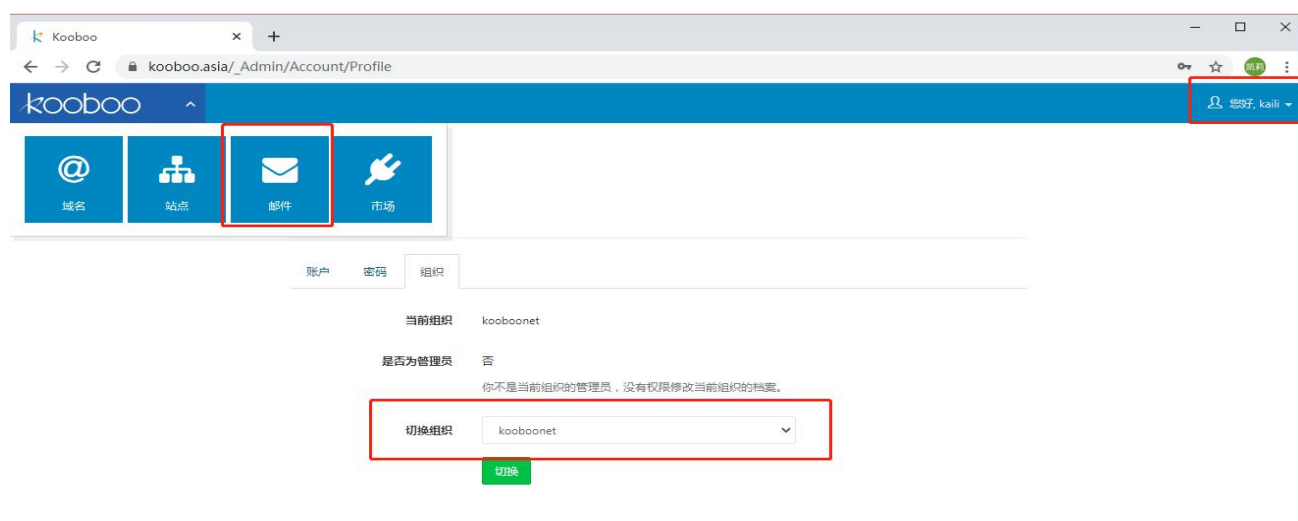 Kooboo
kooboo.asia/_Admin/Account/Profile
凯莉
kooboo
您好, kaili
域名 站点 邮件 市场
账户 密码 组织
当前组织 kooboonet
是否为管理员 否
你不是当前组织的管理员，没有权限修改当前组织的档案。
切换组织 kooboonet
切换